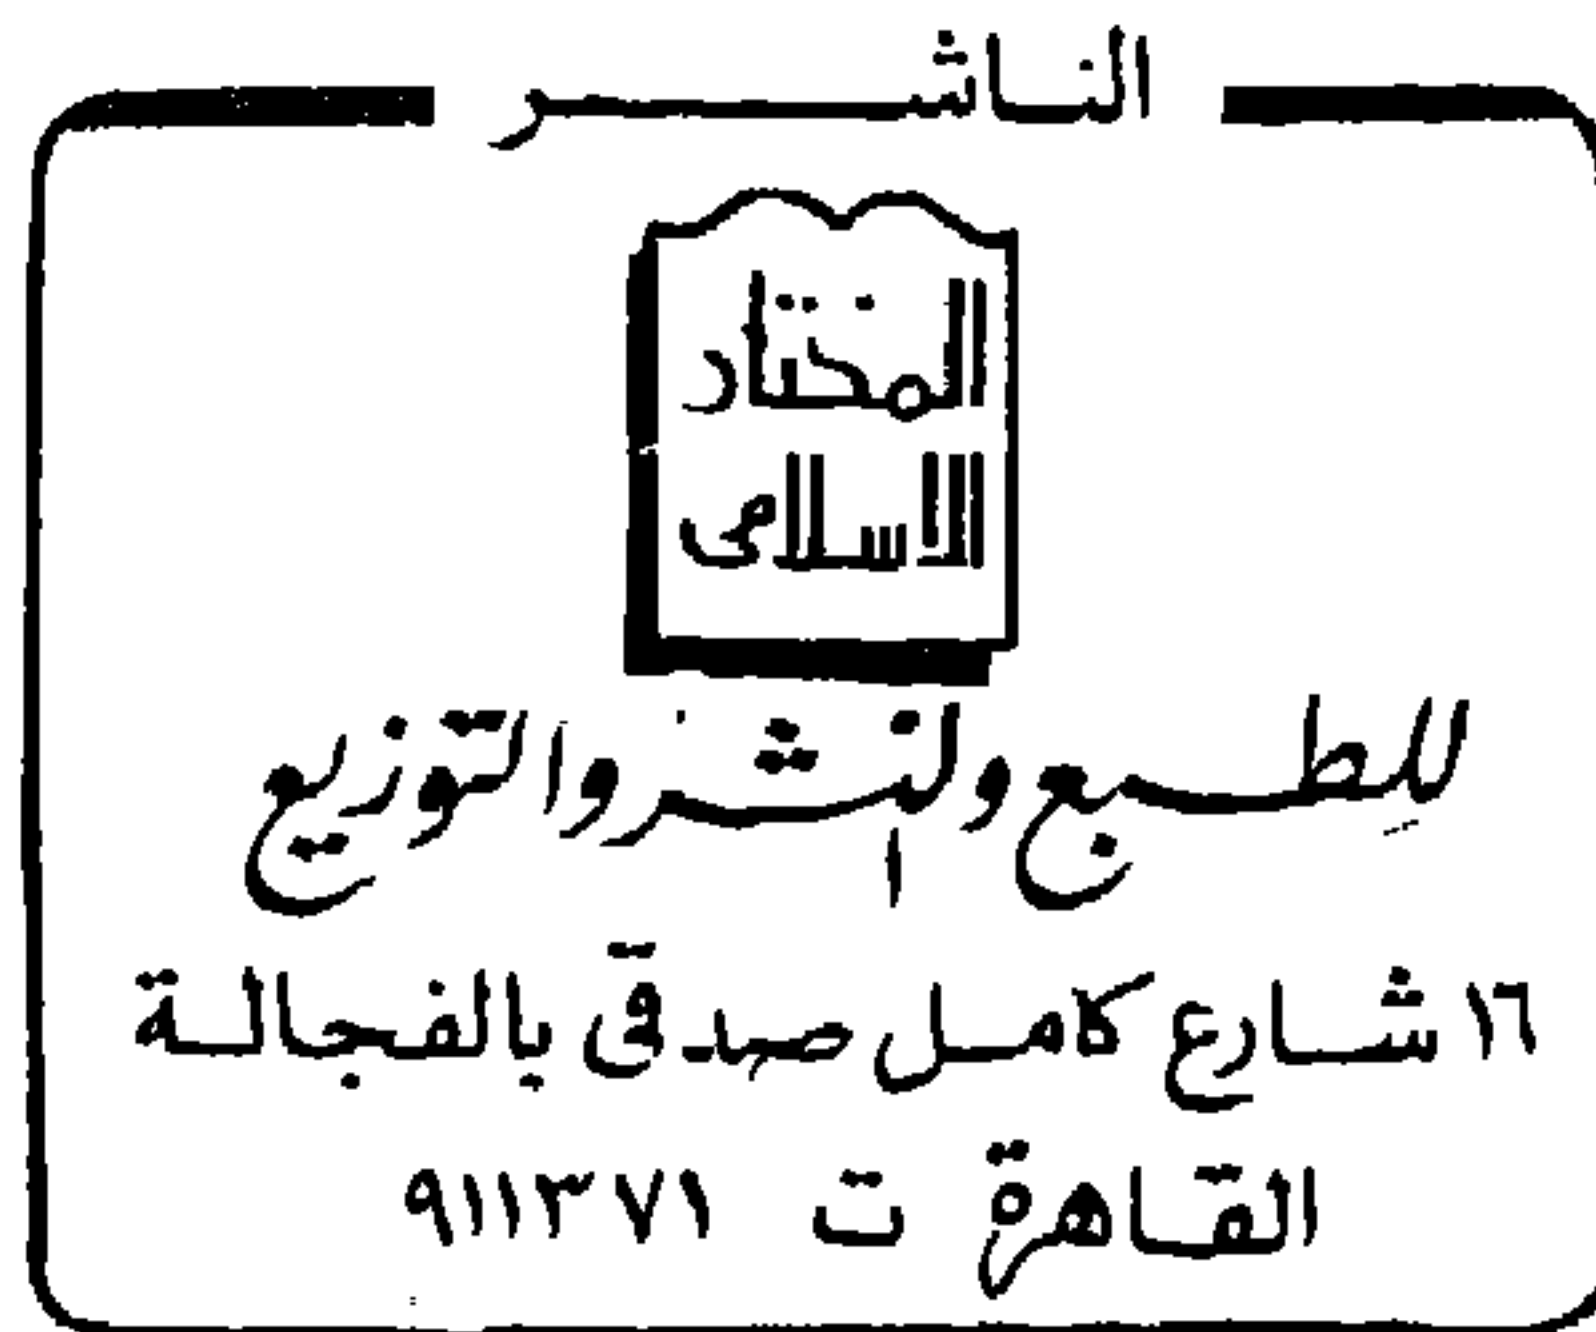 الناشر
المختار
الاسلامى
للطبع والنشر والتوزيع
١٦ شارع كامل صدقى بالفجالة
القاهرة ت ٩١١٣٧١